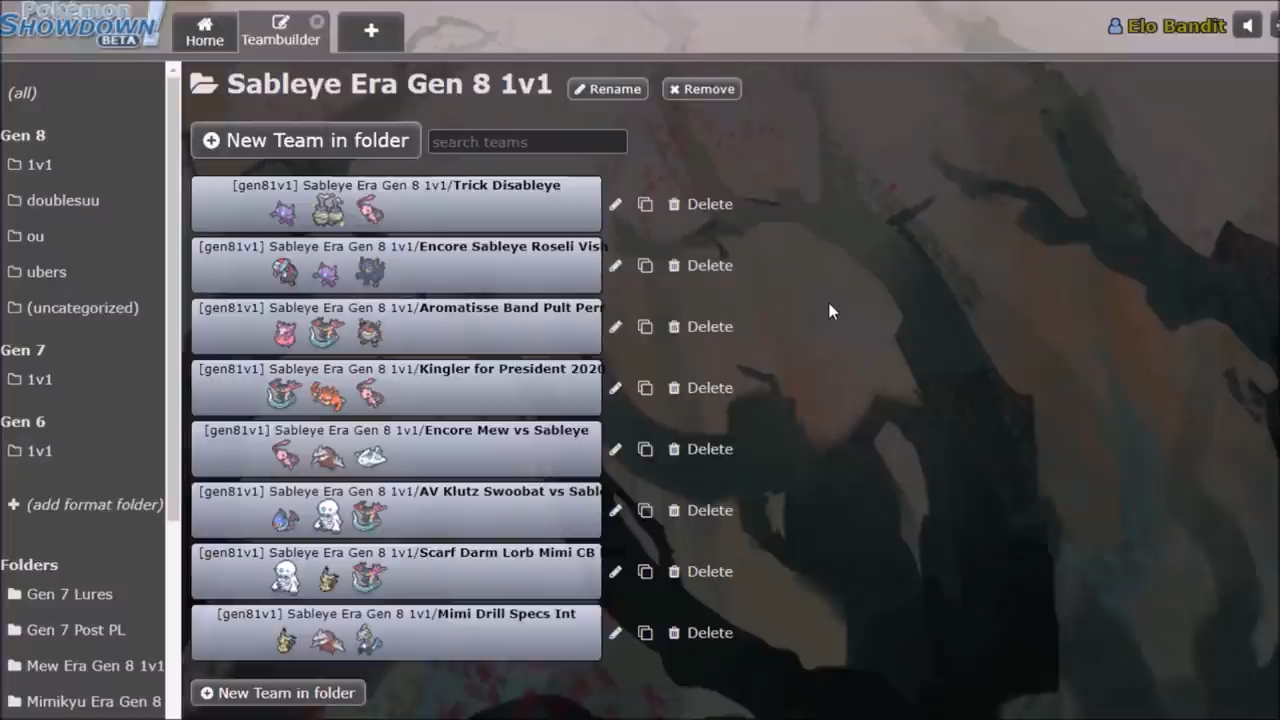 Pokémon
SHOWDOWN!
BETA
Home
Teambuilder
Elo Bandit
(all)
Gen 8
1v1
doublesuu
ou
ubers
(uncategorized)
Gen 7
1v1
Gen 6
1v1
(add format folder)
Folders
Gen 7 Lures
Gen 7 Post PL
Mew Era Gen 8 1v1
Mimikyu Era Gen 8
Sableye Era Gen 8 1v1
Rename
Remove
New Team in folder
search teams
[gen81v1] Sableye Era Gen 8 1v1/Trick Disableye
Delete
[gen81v1] Sableye Era Gen 8 1v1/Encore Sableye Roseli Vish
Delete
[gen81v1] Sableye Era Gen 8 1v1/Aromatisse Band Pult Perr
Delete
[gen81v1] Sableye Era Gen 8 1v1/Kingler for President 2020
Delete
[gen81v1] Sableye Era Gen 8 1v1/Encore Mew vs Sableye
Delete
[gen81v1] Sableye Era Gen 8 1v1/AV Klutz Swoobat vs Sable
Delete
[gen81v1] Sableye Era Gen 8 1v1/Scarf Darm Lorb Mimi CB
Delete
[gen81v1] Sableye Era Gen 8 1v1/Mimi Drill Specs Int
Delete
New Team in folder